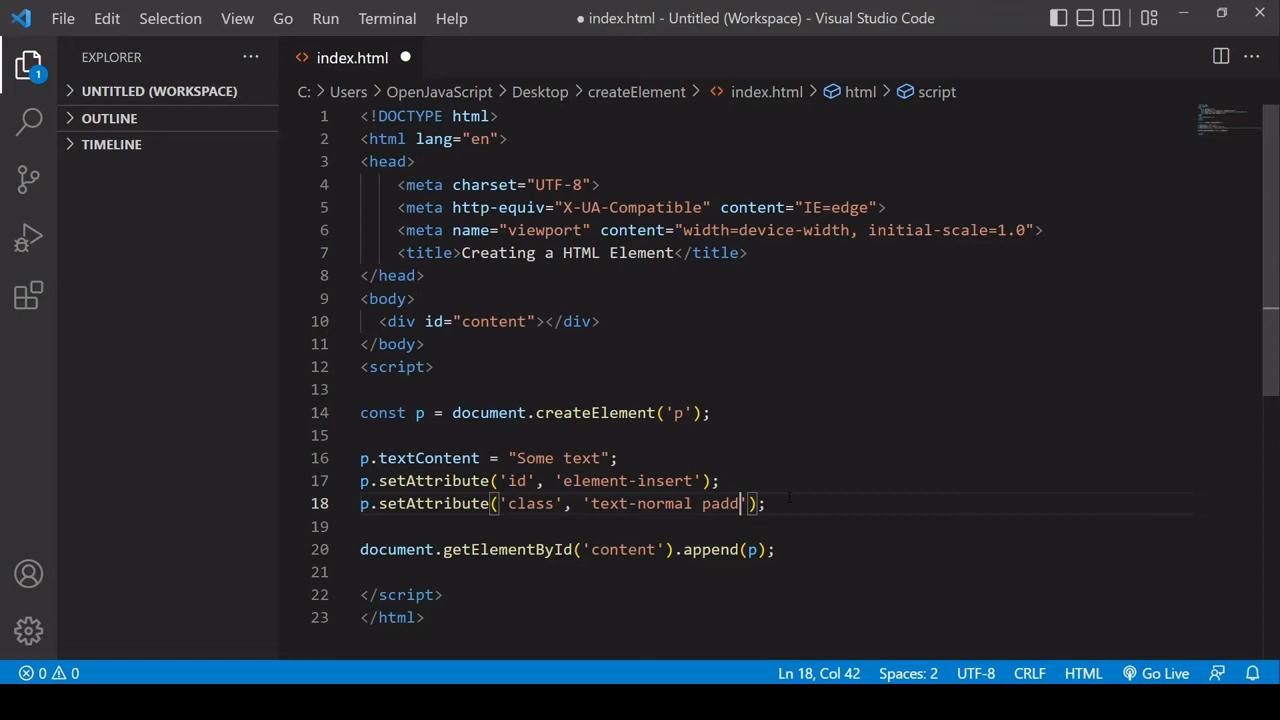 File Edit Selection View Go Run Terminal Help ● index.html - Untitled (Workspace) - Visual Studio Code
EXPLORER ···
index.html
1
UNTITLED (WORKSPACE)
OUTLINE
TIMELINE
C: > Users > OpenJavaScript > Desktop > createElement > index.html > html > script
1 <!DOCTYPE html>
2 <html lang="en">
3 <head>
4 <meta charset="UTF-8">
5 <meta http-equiv="X-UA-Compatible" content="IE=edge">
6 <meta name="viewport" content="width=device-width, initial-scale=1.0">
7 <title>Creating a HTML Element</title>
8 </head>
9 <body>
10 <div id="content"></div>
11 </body>
12 <script>
13
14 const p = document.createElement('p');
15
16 p.textContent = "Some text";
17 p.setAttribute('id', 'element-insert');
18 p.setAttribute('class', 'text-normal padd');
19
20 document.getElementById('content').append(p);
21
22 </script>
23 </html>
0 0 Ln 18, Col 42 Spaces: 2 UTF-8 CRLF HTML Go Live